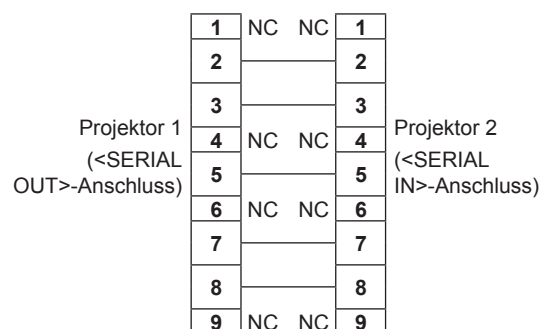 1 NC NC 1
2 2
3 3
Projektor 1
(<SERIAL
OUT>-Anschluss)
4 NC NC 4
5 5
Projektor 2
(<SERIAL
IN>-Anschluss)
6 NC NC 6
7 7
8 8
9 NC NC 9